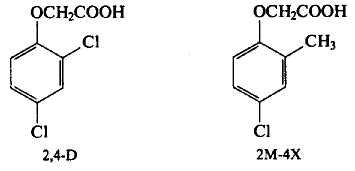 OCH₂COOH OCH₂COOH
Cl CH₃
Cl Cl
2,4-D 2M-4X